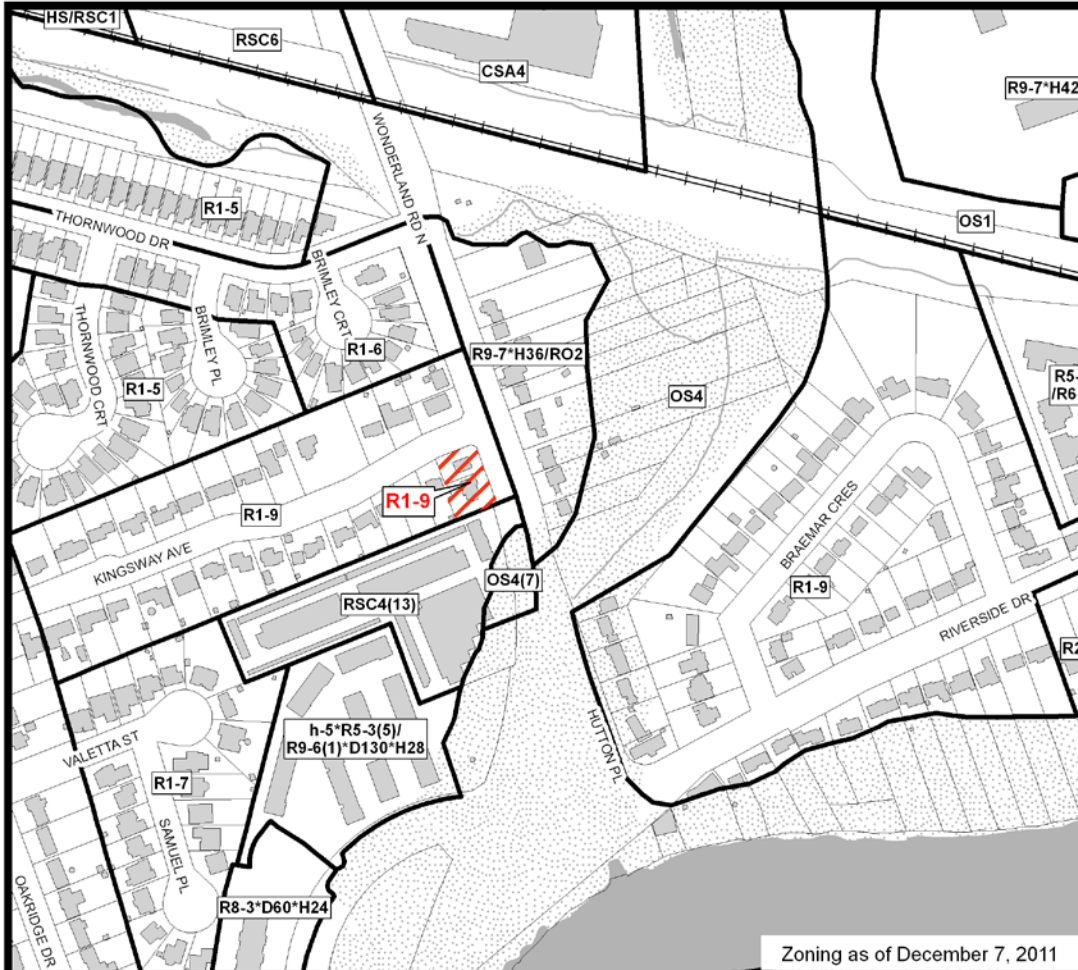 HS/RSC1
RSC6
CSA4
R9-7*H42
WONDERLAND RD N
R1-5
THORNWOOD DR
OS1
BRIMLEY CRT
THORNWOOD CRT
BRIMLEY PL
R1-6
R9-7*H36/RO2
R1-5
OS4
R5-
/R6
R1-9
R1-9
KINGSWAY AVE
BRAEMAR CRES
OS4(7)
R1-9
RSC4(13)
RIVERSIDE DR
R2
h-5*R5-3(5)/
R9-6(1)*D130*H28
HUTTON PL
VALETTA ST
R1-7
SAMUEL PL
OAKRIDGE DR
R8-3*D60*H24
Zoning as of December 7, 2011